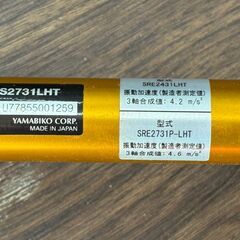 S2731LHT
U77855001259
YAMABIKO CORP.
MADE IN JAPAN
型式
SRE2431LHT
振動加速度(製造者測定値)
3軸合成値: 4.2 m/s²
型式
SRE2731P-LHT
振動加速度(製造者測定値)
3軸合成値: 4.6 m/s²